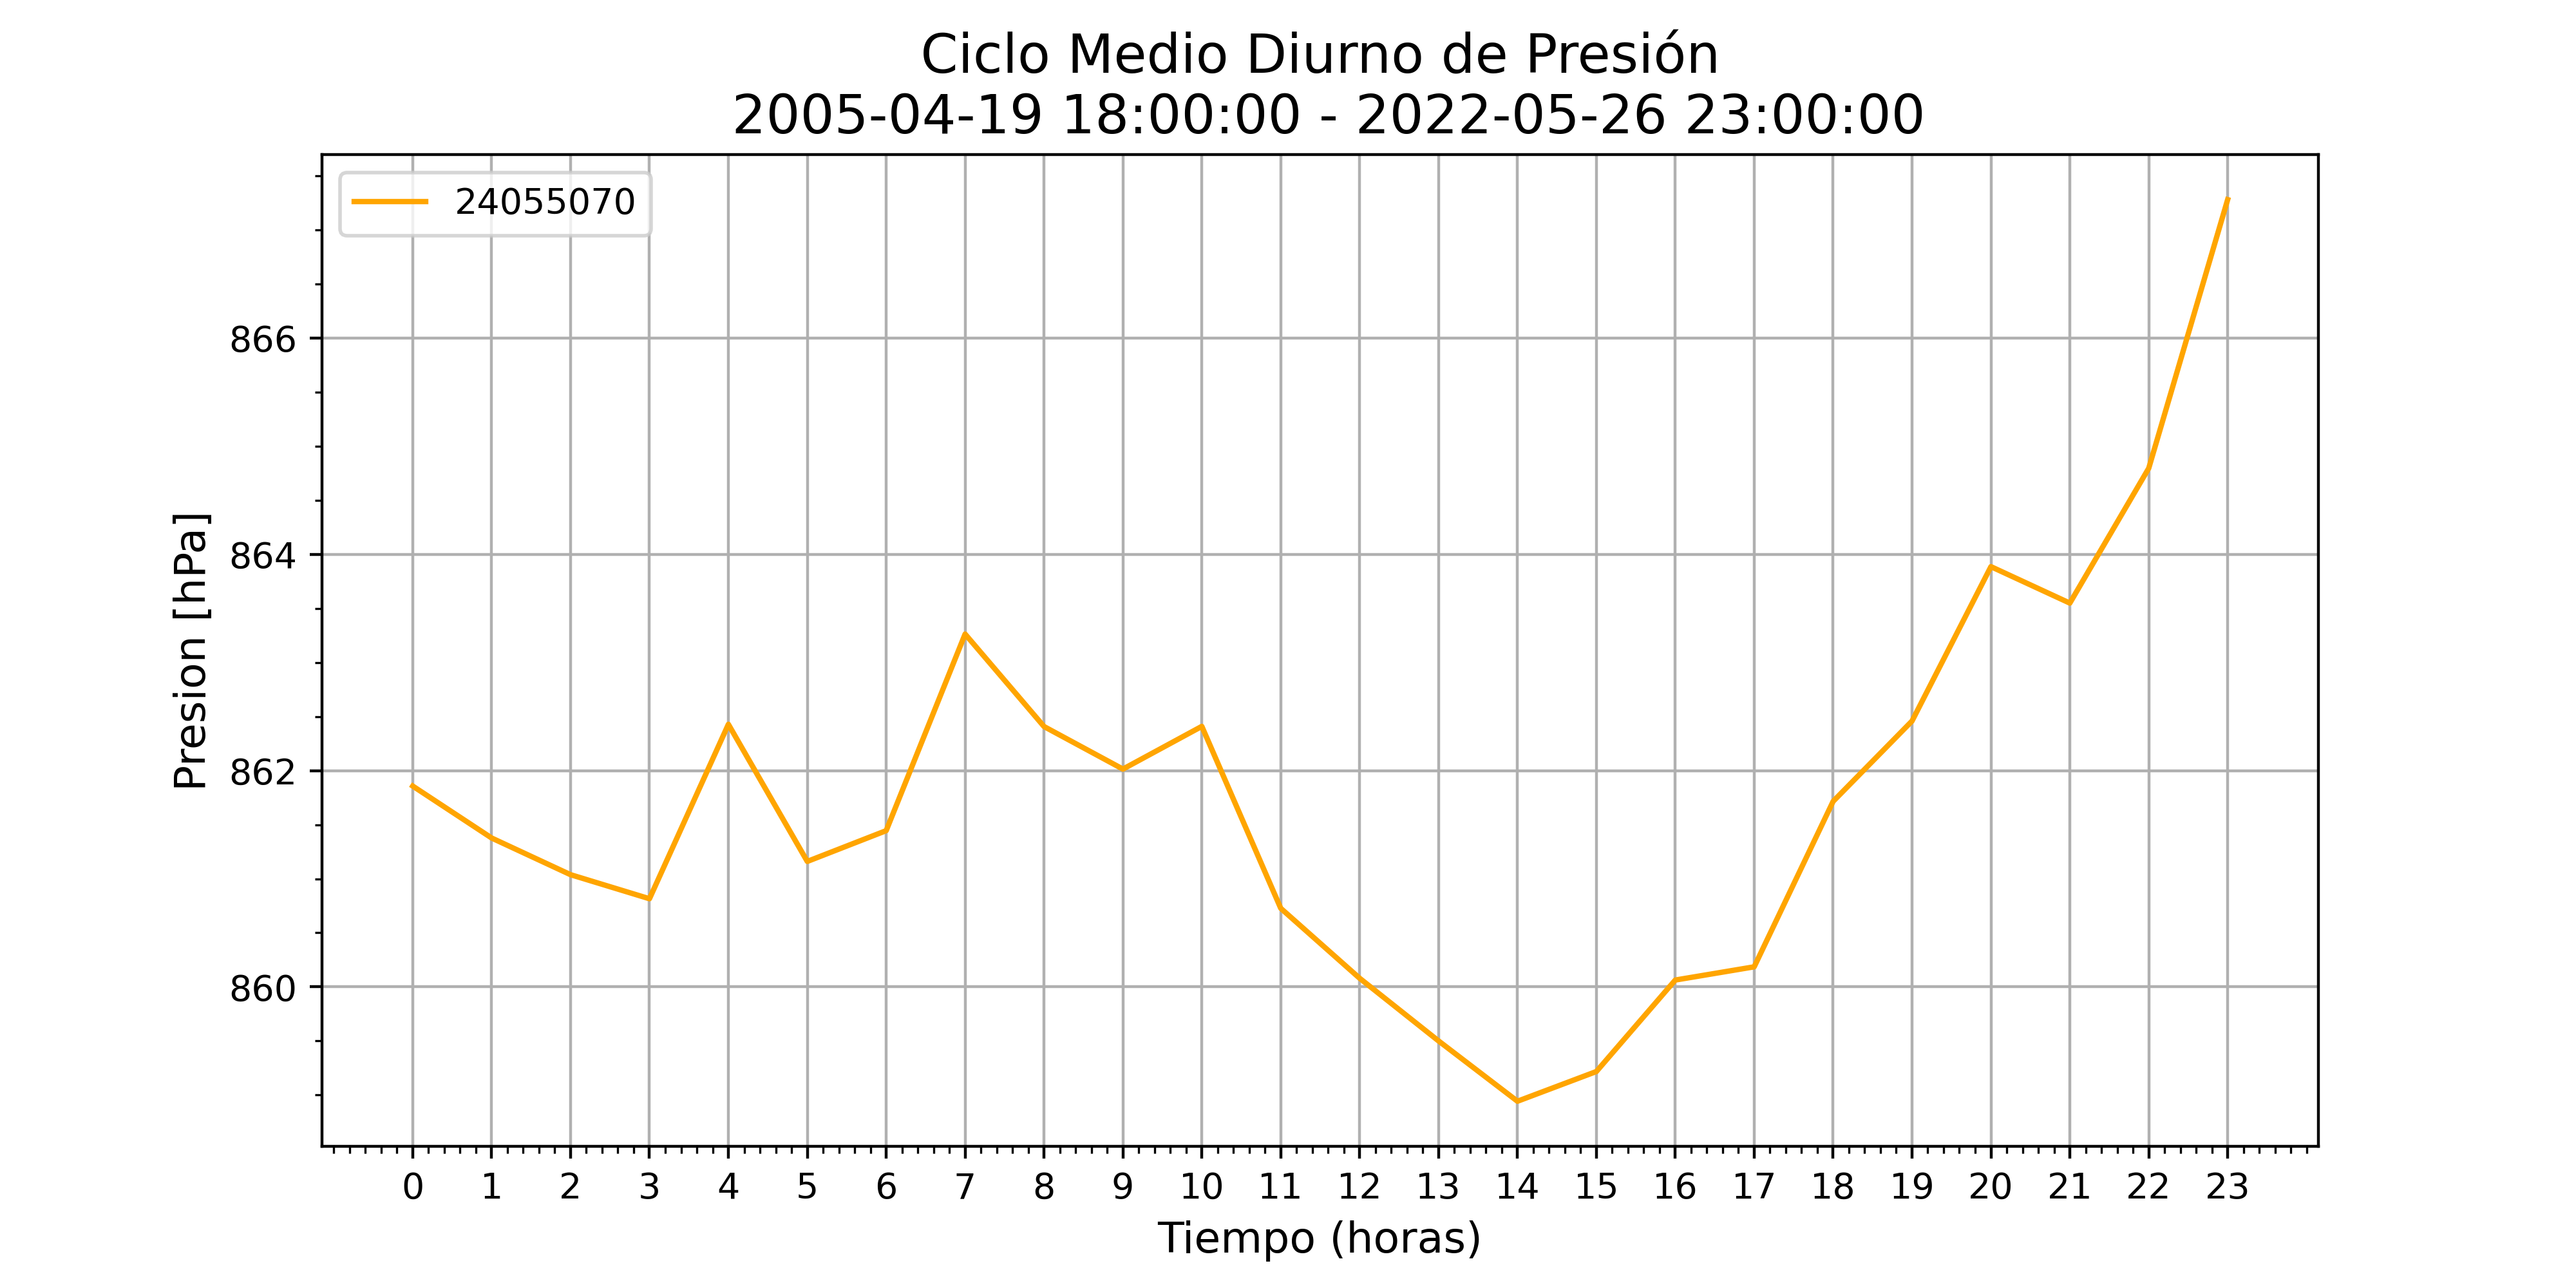 Ciclo Medio Diurno de Presión
2005-04-19 18:00:00 - 2022-05-26 23:00:00
24055070
866
864
862
860
Presion [hPa]
0 1 2 3 4 5 6 7 8 9 10 11 12 13 14 15 16 17 18 19 20 21 22 23
Tiempo (horas)